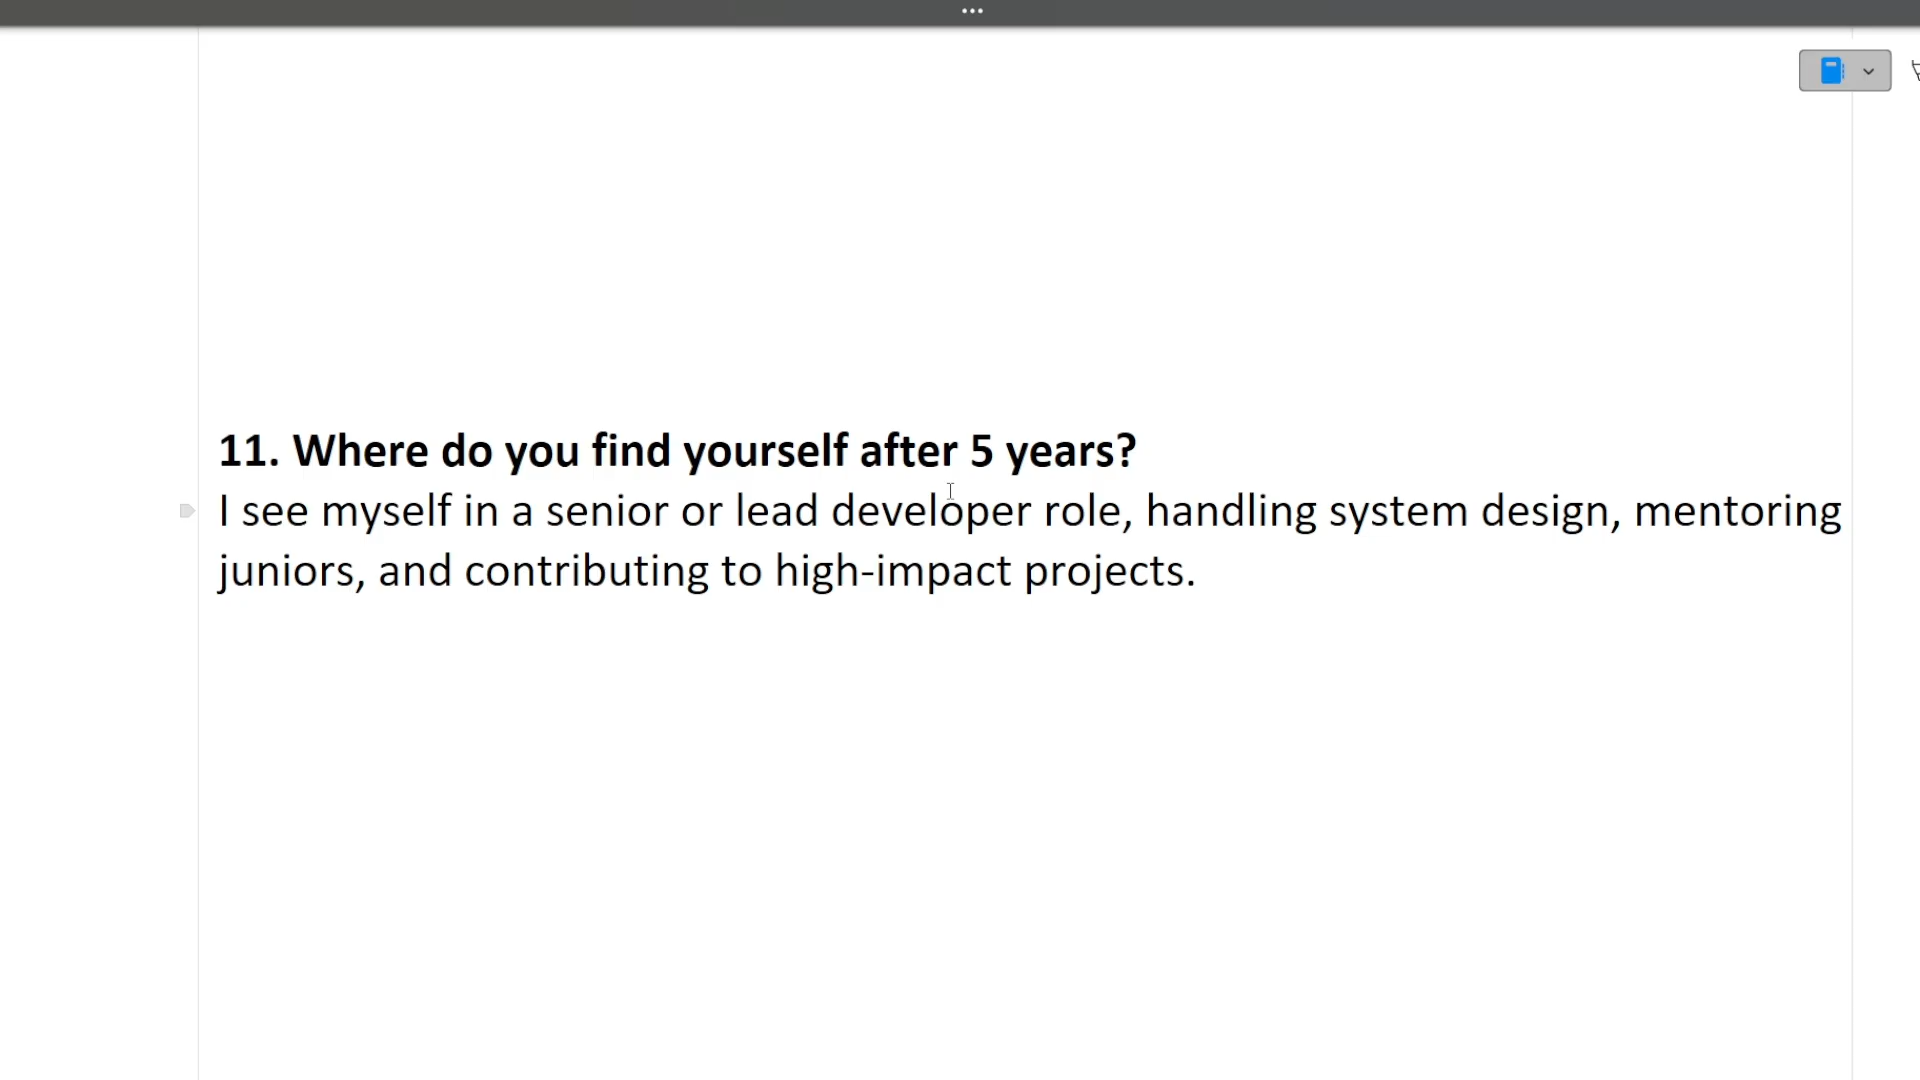 11. Where do you find yourself after 5 years?
I see myself in a senior or lead developer role, handling system design, mentoring
juniors, and contributing to high-impact projects.